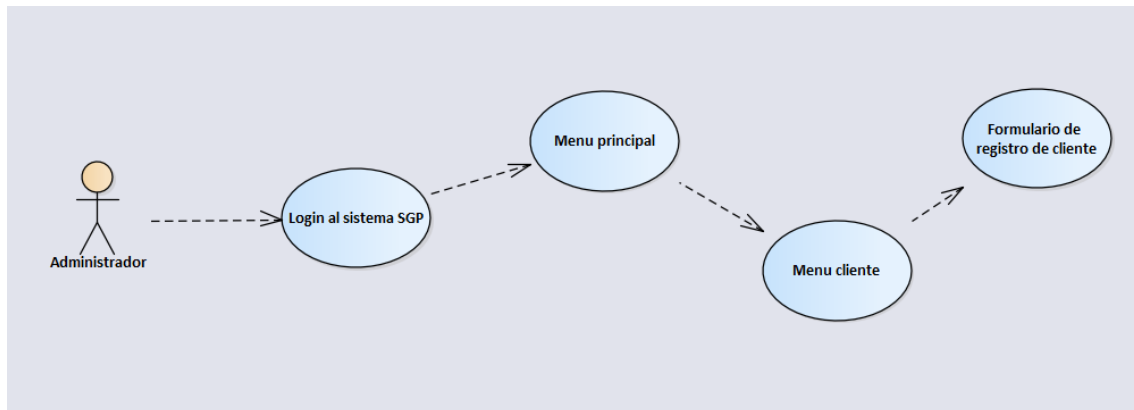 Administrador
Login al sistema SGP
Menu principal
Menu cliente
Formulario de
registro de cliente